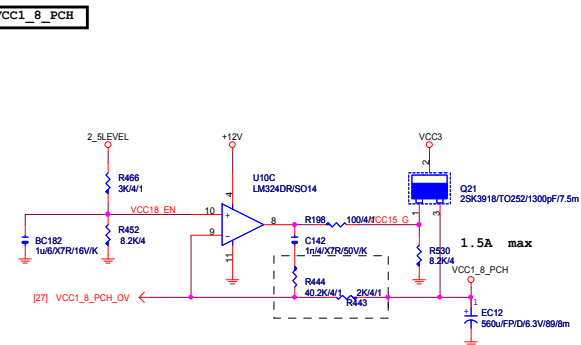 VCC1_8_PCH
2_5LEVEL
+12V
VCC3
R466
3K/4/1
U10C
LM324DR/SO14
Q21
2SK3918/TO252/1300pF/7.5m
VCC18_EN
10
+
9
-
4
11
8
R198
100/4/1
VCC15_G
2
1
3
BC182
1u/6/X7R/16V/K
R452
8.2K/4
C142
1n/4/X7R/50V/K
R530
8.2K/4
1.5A max
VCC1_8_PCH
R444
40.2K/4/1
2K/4/1
R443
[27] VCC1_8_PCH_OV
1
+
EC12
560u/FP/D/6.3V/89/8m